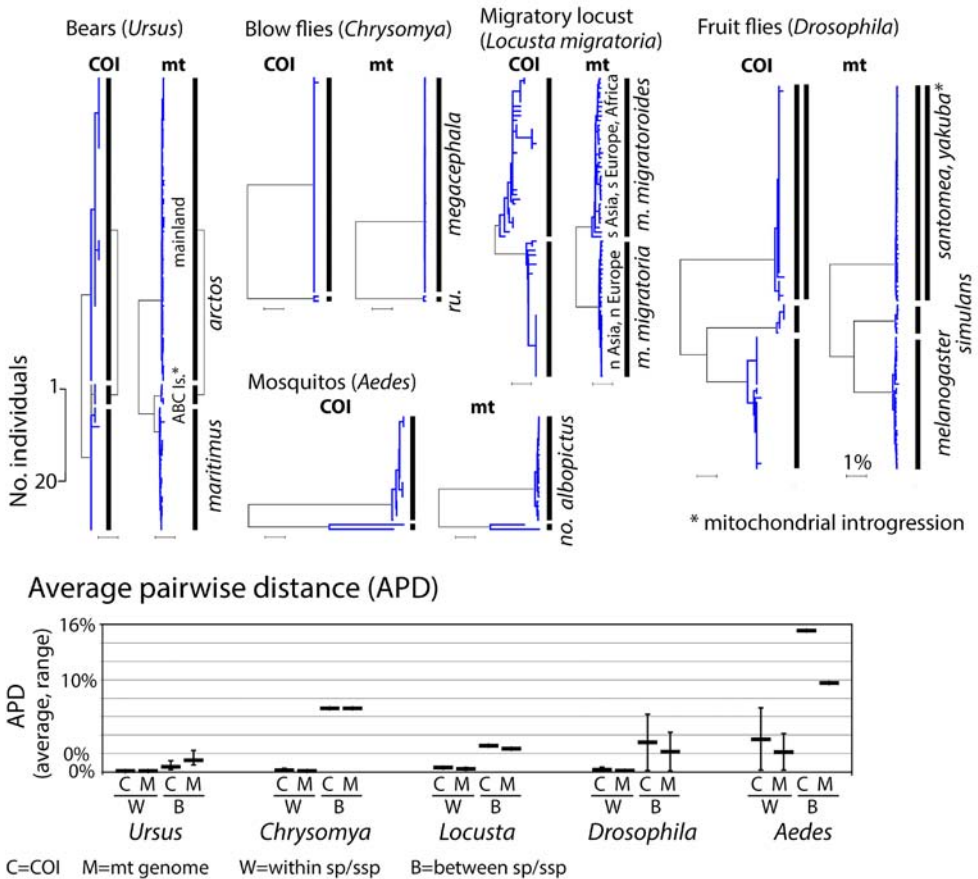 Bears (Ursus)
COI mt
mainland
arctos
ABC Is.*
maritimus
No. individuals
1
20
Blow flies (Chrysomya)
COI mt
megacephala
ru.
Migratory locust
(Locusta migratoria)
COI mt
s Asia, s Europe, Africa
m. migratoroides
n Asia, n Europe
m. migratoria
Fruit flies (Drosophila)
COI mt
santomea, yakuba*
simulans
melanogaster
1%
Mosquitos (Aedes)
COI mt
albopictus
no.
* mitochondrial introgression
Average pairwise distance (APD)
APD
(average, range)
16%
10%
0%
0%
C M C M C M C M C M C M C M C M C M C M
W B W B W B W B W B
Ursus Chrysomya Locusta Drosophila Aedes
C=COI M=mt genome W=within sp/ssp B=between sp/ssp